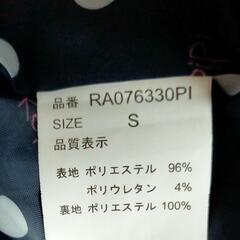 品番 RA076330PI
SIZE S
品質表示
表地 ポリエステル 96%
ポリウレタン 4%
裏地 ポリエステル 100%